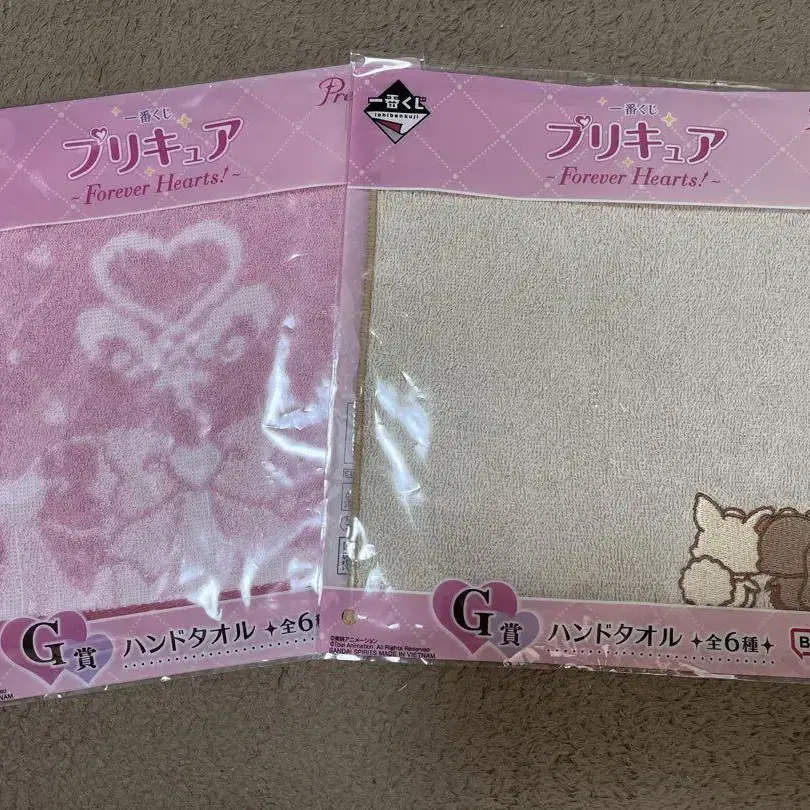 Pre
一番くじ
プリキュア
~Forever Hearts!~
G賞 ハンドタオル 全6種
NAM
一番くじ
ichibankuji
一番くじ
プリキュア
~Forever Hearts!~
G賞 ハンドタオル 全6種
©東映アニメーション
©Toei Animation. All Rights Reserved
BANDAI SPIRITS MADE IN VIETNAM
B